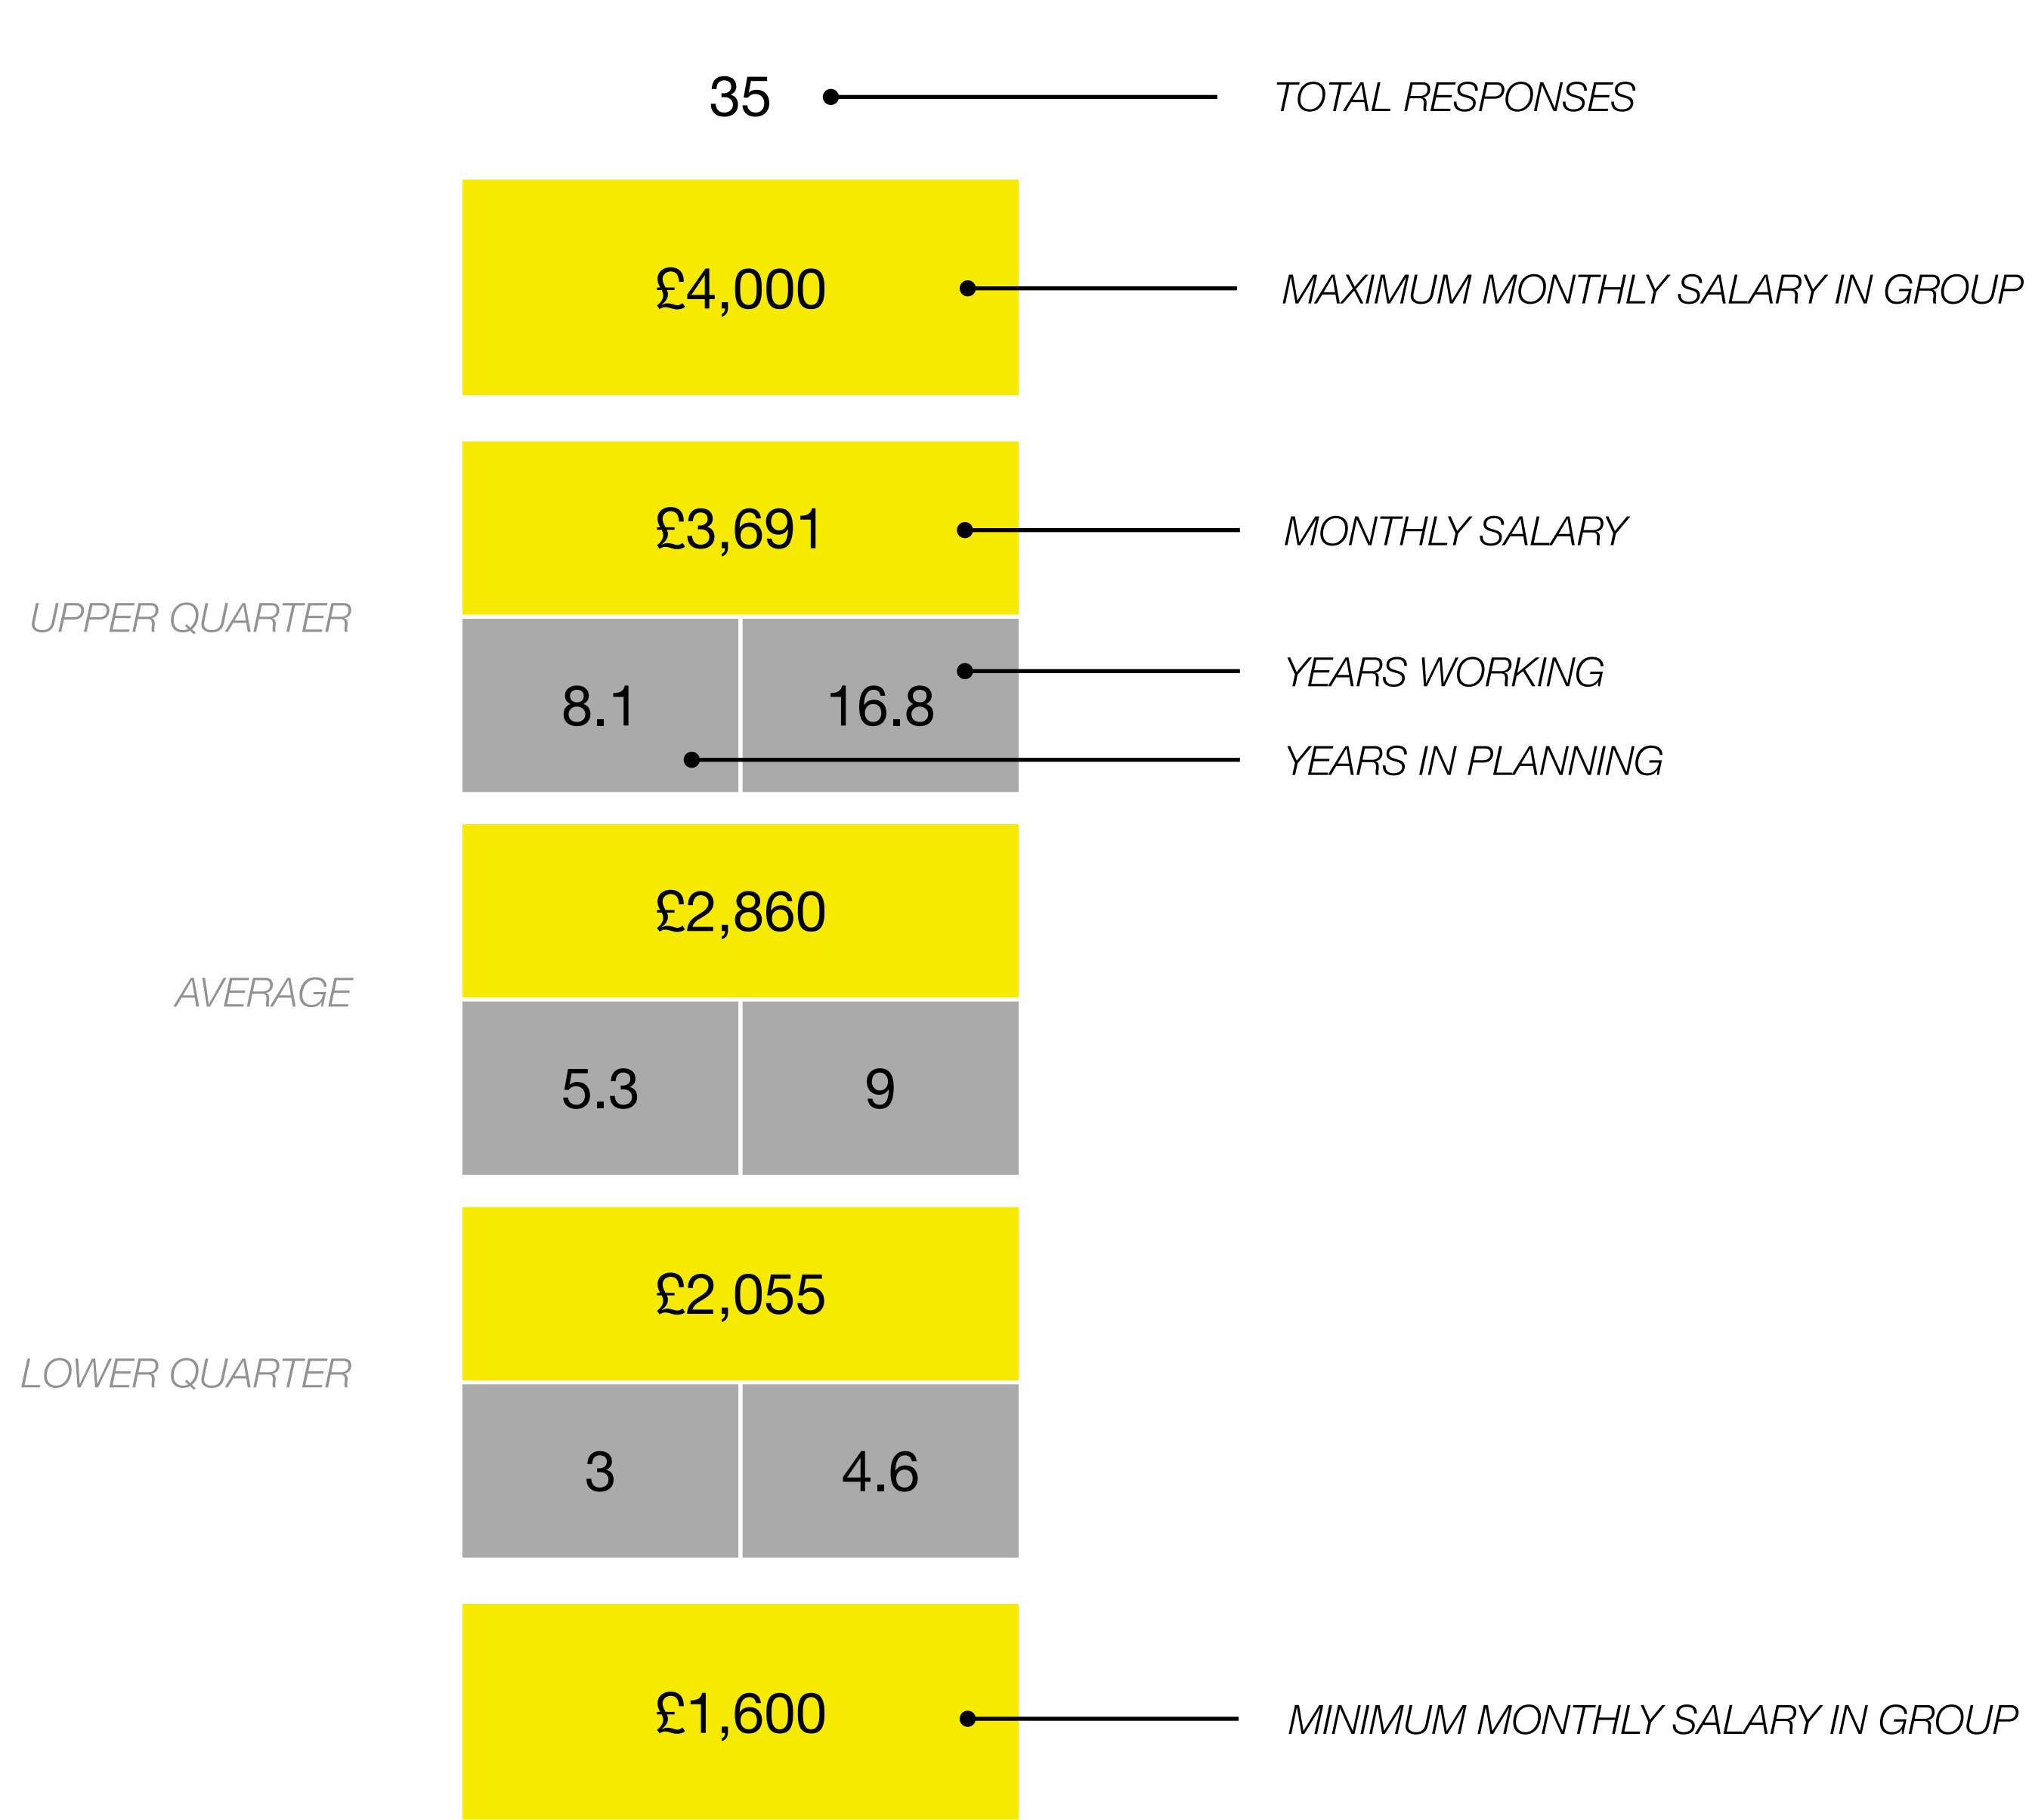 35 TOTAL RESPONSES
£4,000 MAXIMUM MONTHLY SALARY IN GROUP
£3,691 MONTHLY SALARY
UPPER QUARTER
YEARS WORKING
8.1 16.8
YEARS IN PLANNING
£2,860
AVERAGE
5.3 9
£2,055
LOWER QUARTER
3 4.6
£1,600 MINIMUM MONTHLY SALARY IN GROUP